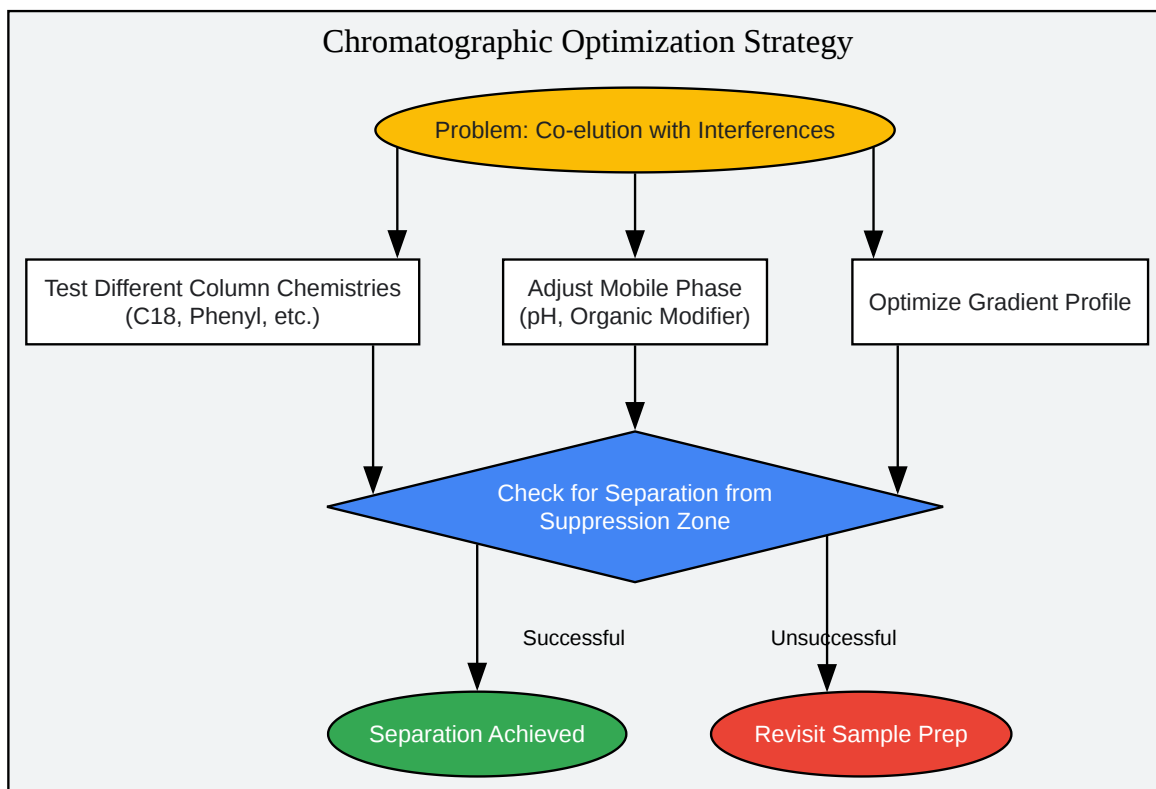 Chromatographic Optimization Strategy
Problem: Co-elution with Interferences
Test Different Column Chemistries
(C18, Phenyl, etc.)
Adjust Mobile Phase
(pH, Organic Modifier)
Optimize Gradient Profile
Check for Separation from
Suppression Zone
Successful
Unsuccessful
Separation Achieved
Revisit Sample Prep